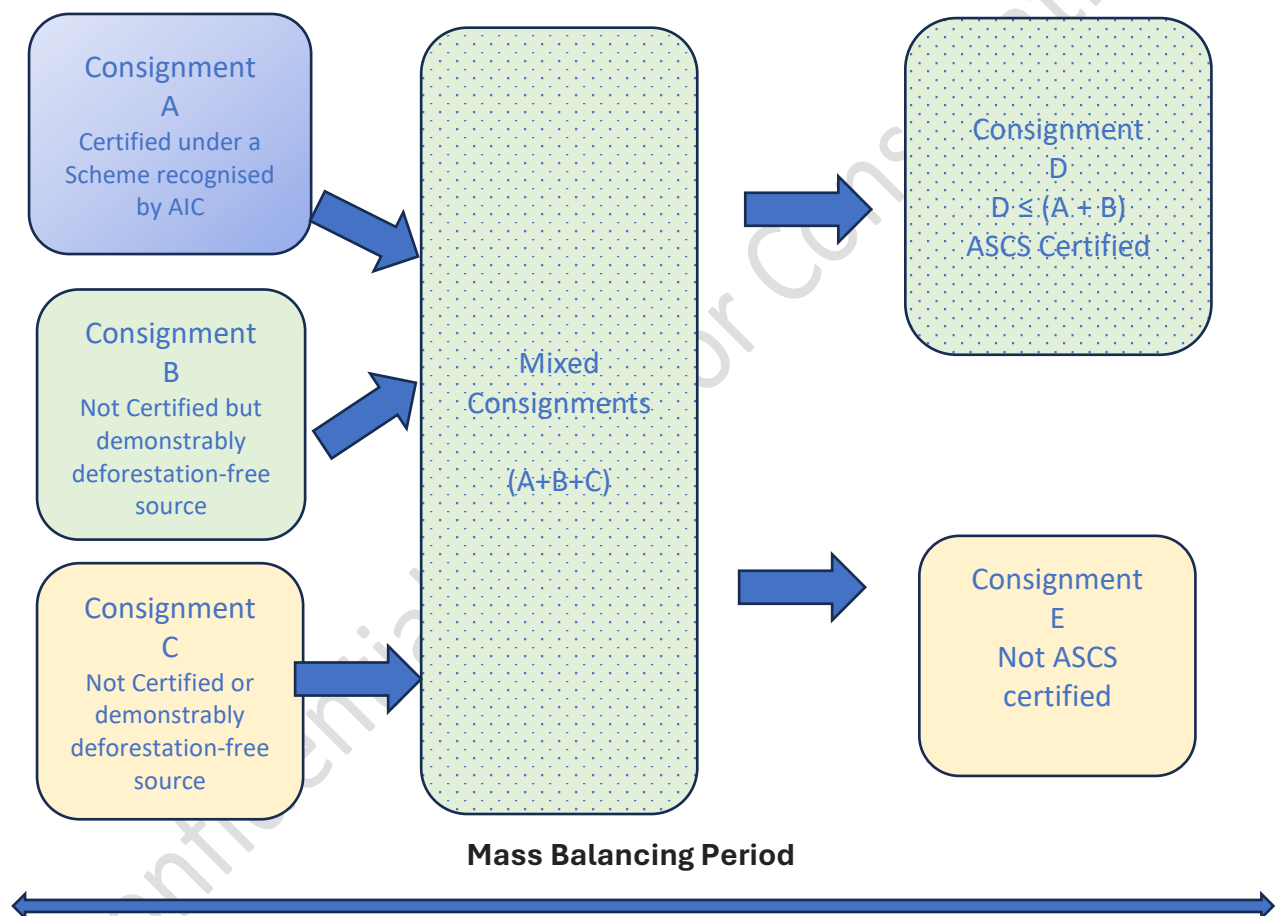 Consignment
A
Certified under a
Scheme recognised
by AIC
Consignment
B
Not Certified but
demonstrably
deforestation-free
source
Consignment
C
Not Certified or
demonstrably
deforestation-free
source
Mixed
Consignments
(A+B+C)
Consignment
D
D ≤ (A + B)
ASCS Certified
Consignment
E
Not ASCS
certified
Mass Balancing Period